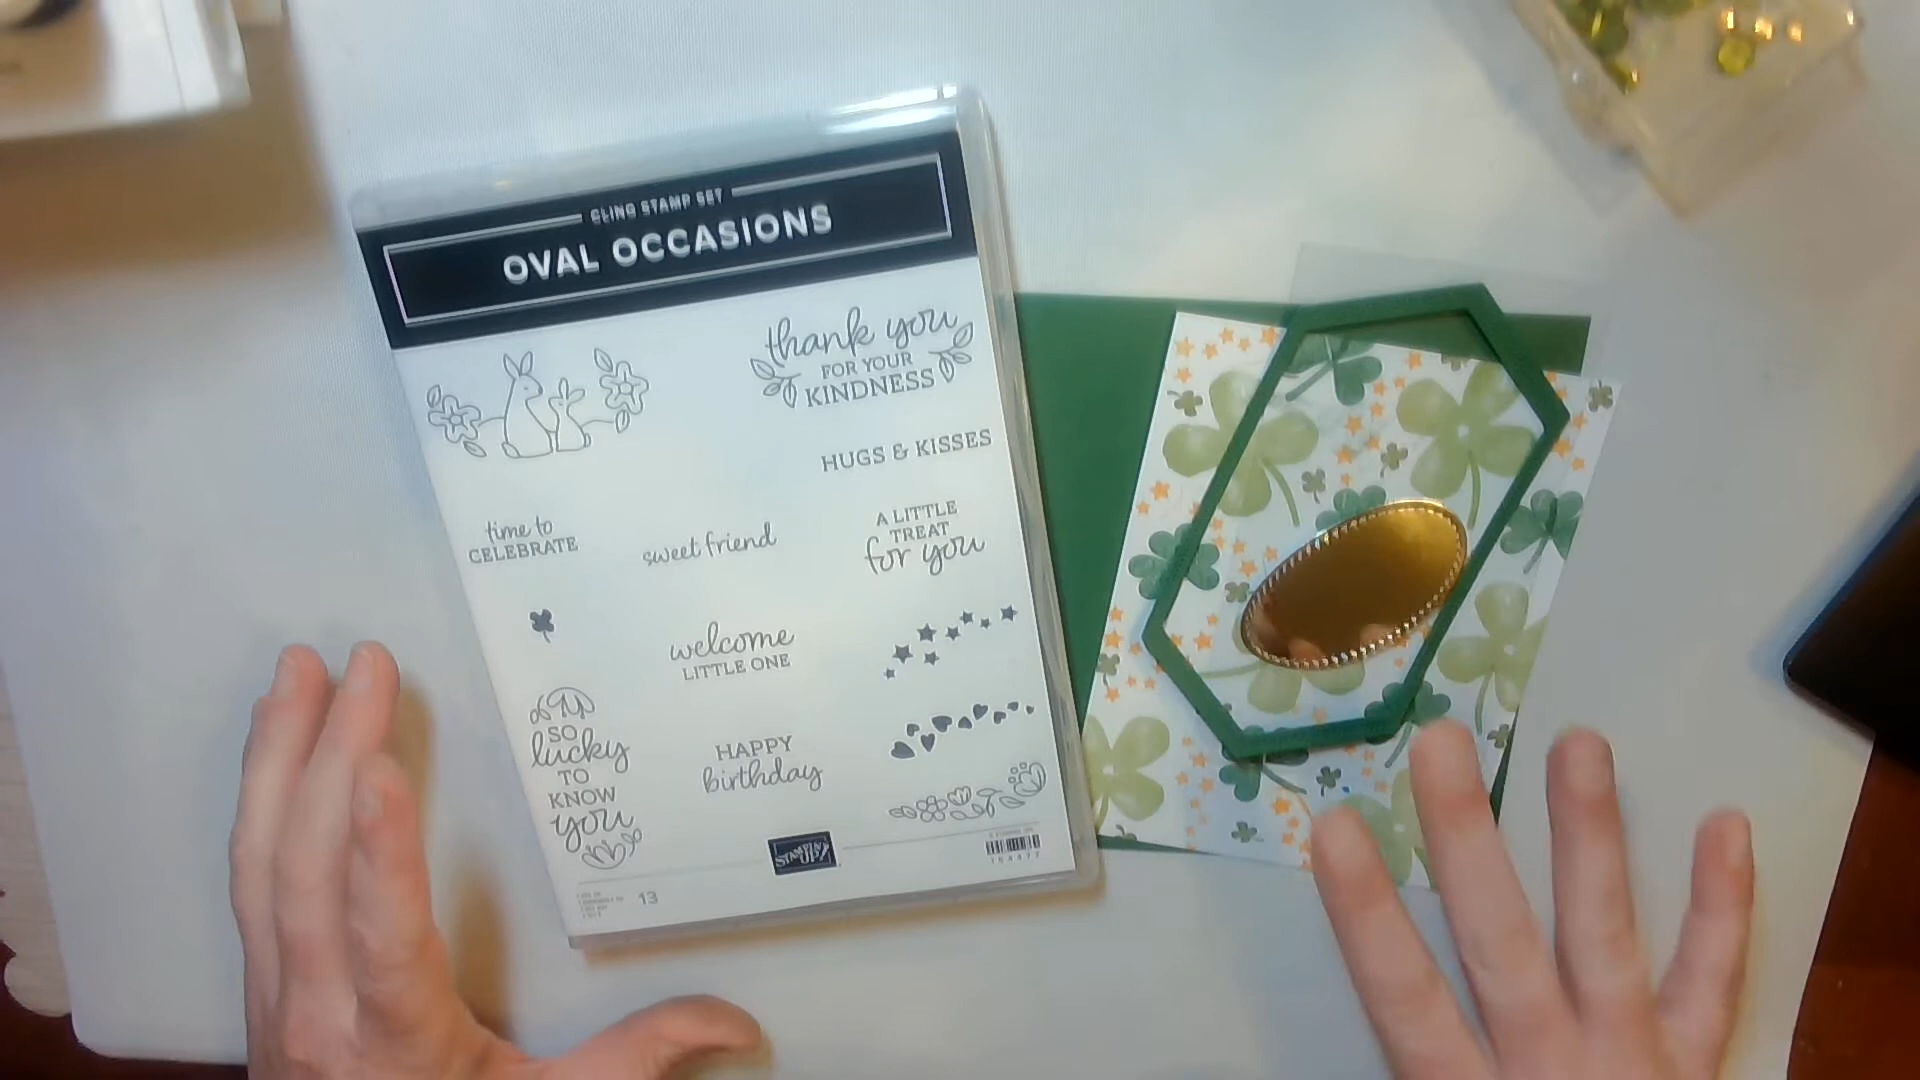 CLING STAMP SET
OVAL OCCASIONS
thank you
FOR YOUR
KINDNESS
HUGS & KISSES
time to
CELEBRATE
sweet friend
A LITTLE
TREAT
for you
welcome
LITTLE ONE
SO
lucky
TO
KNOW
you
HAPPY
birthday
STAMPIN'
UP!
13